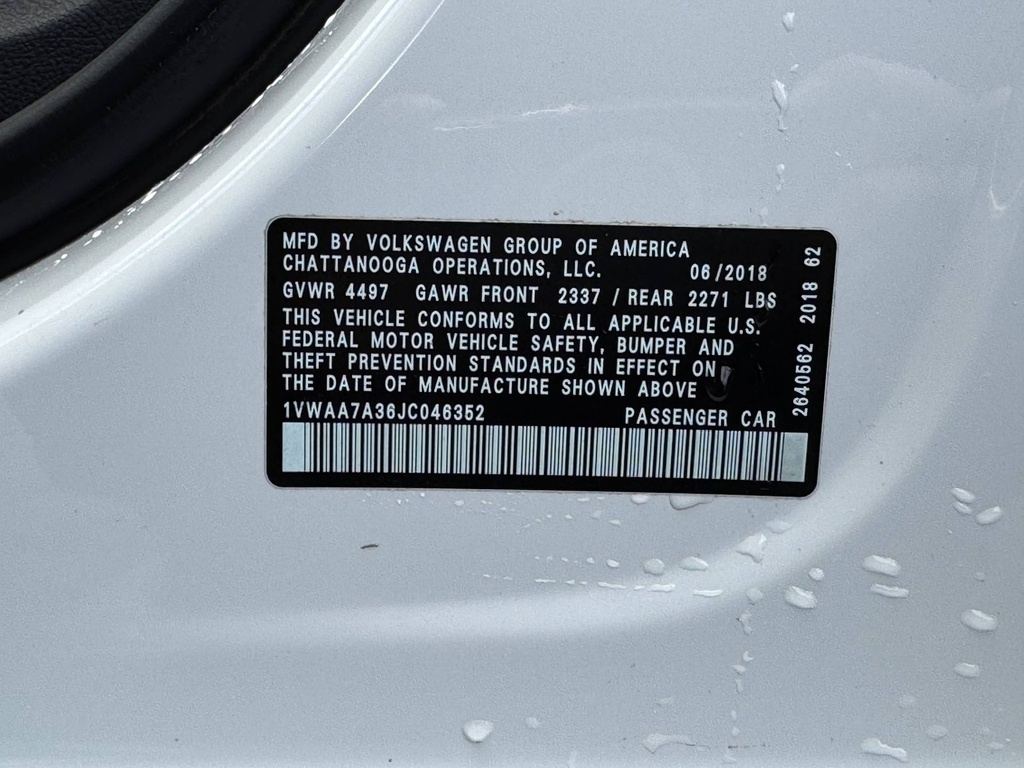 MFD BY VOLKSWAGEN GROUP OF AMERICA
CHATTANOOGA OPERATIONS, LLC. 06/2018
GVWR 4497 GAWR FRONT 2337 / REAR 2271 LBS
THIS VEHICLE CONFORMS TO ALL APPLICABLE U.S.
FEDERAL MOTOR VEHICLE SAFETY, BUMPER AND
THEFT PREVENTION STANDARDS IN EFFECT ON
THE DATE OF MANUFACTURE SHOWN ABOVE
1VWAA7A36JC046352 PASSENGER CAR
2640562 2018 62